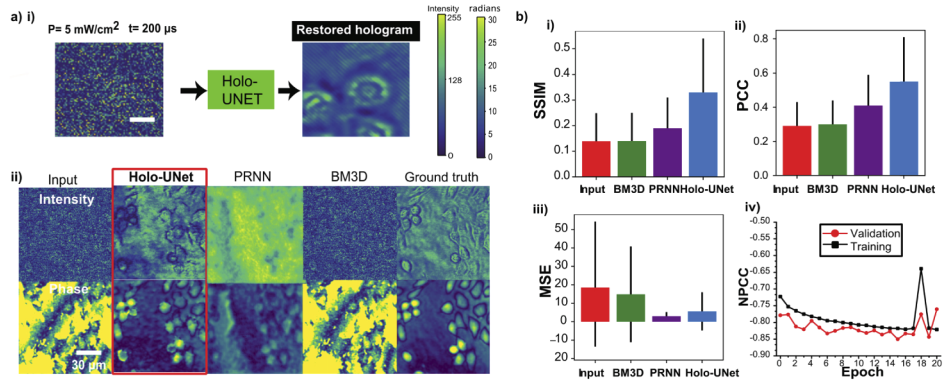 a) i)
P= 5 mW/cm² t= 200 µs
Holo-
UNET
Restored hologram
Intensity
255
128
0
radians
30
25
20
15
10
5
0
ii)
Input
Holo-UNet
PRNN
BM3D
Ground truth
Intensity
Phase
30 µm
b)
i)
SSIM
0.5
0.4
0.3
0.2
0.1
0.0
Input BM3D PRNN Holo-UNet
ii)
PCC
0.8
0.6
0.4
0.2
0.0
Input BM3D PRNN Holo-UNet
iii)
MSE
50
40
30
20
10
0
-10
20
Input BM3D PRNN Holo-UNet
iv)
NPCC
-0.50
-0.55
-0.60
-0.65
-0.70
-0.75
-0.80
-0.85
-0.90
Validation
Training
0 2 4 6 8 10 12 14 16 18 20
Epoch